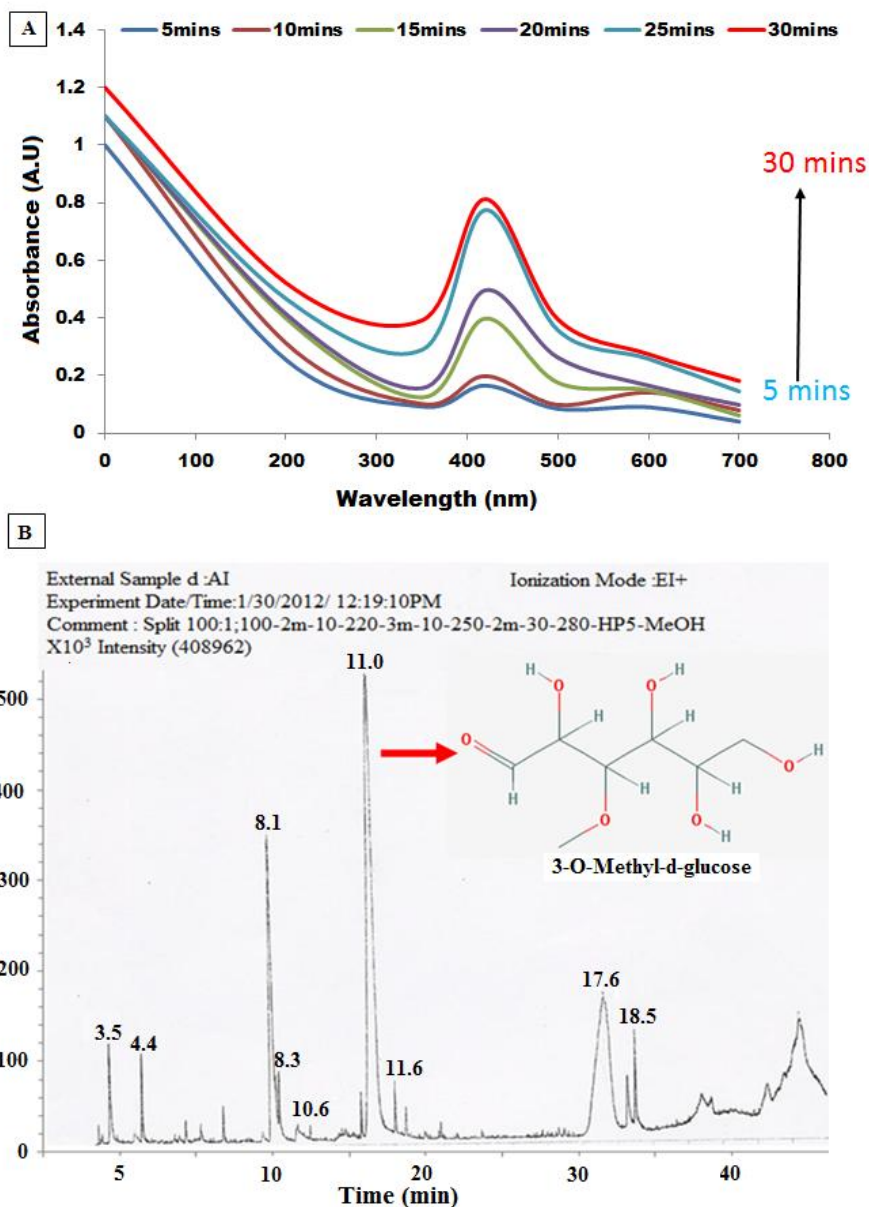 A
5mins 10mins 15mins 20mins 25mins 30mins
1.4
1.2
1
0.8
0.6
0.4
0.2
0
Absorbance (A.U)
0 100 200 300 400 500 600 700 800
Wavelength (nm)
30 mins
5 mins
B
External Sample d :AI Ionization Mode :EI+
Experiment Date/Time:1/30/2012/ 12:19:10PM
Comment : Split 100:1;100-2m-10-220-3m-10-250-2m-30-280-HP5-MeOH
X10³ Intensity (408962)
500
400
300
200
100
0
3.5
4.4
8.1
8.3
10.6
11.0
11.6
17.6
18.5
H
O
H
O
H
H
O
H
O
H
H
O
H
O
H
3-O-Methyl-d-glucose
5 10 20 30 40
Time (min)